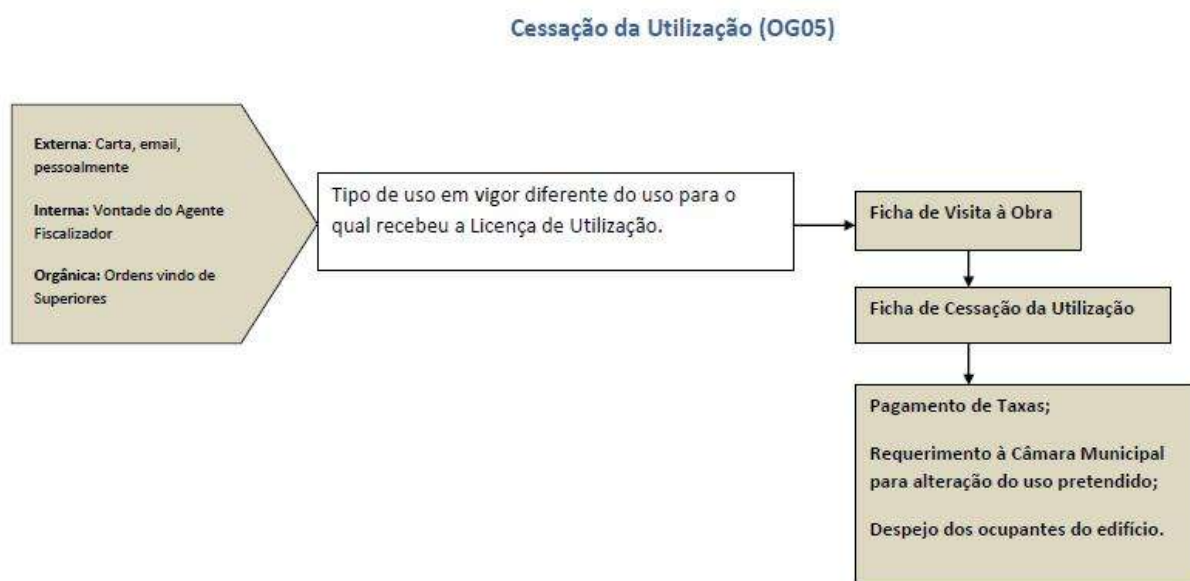 Cessação da Utilização (OG05)
Externa: Carta, email,
pessoalmente
Interna: Vontade do Agente
Fiscalizador
Orgânica: Ordens vindo de
Superiores
Tipo de uso em vigor diferente do uso para o
qual recebeu a Licença de Utilização.
Ficha de Visita à Obra
Ficha de Cessação da Utilização
Pagamento de Taxas;
Requerimento à Câmara Municipal
para alteração do uso pretendido;
Despejo dos ocupantes do edifício.